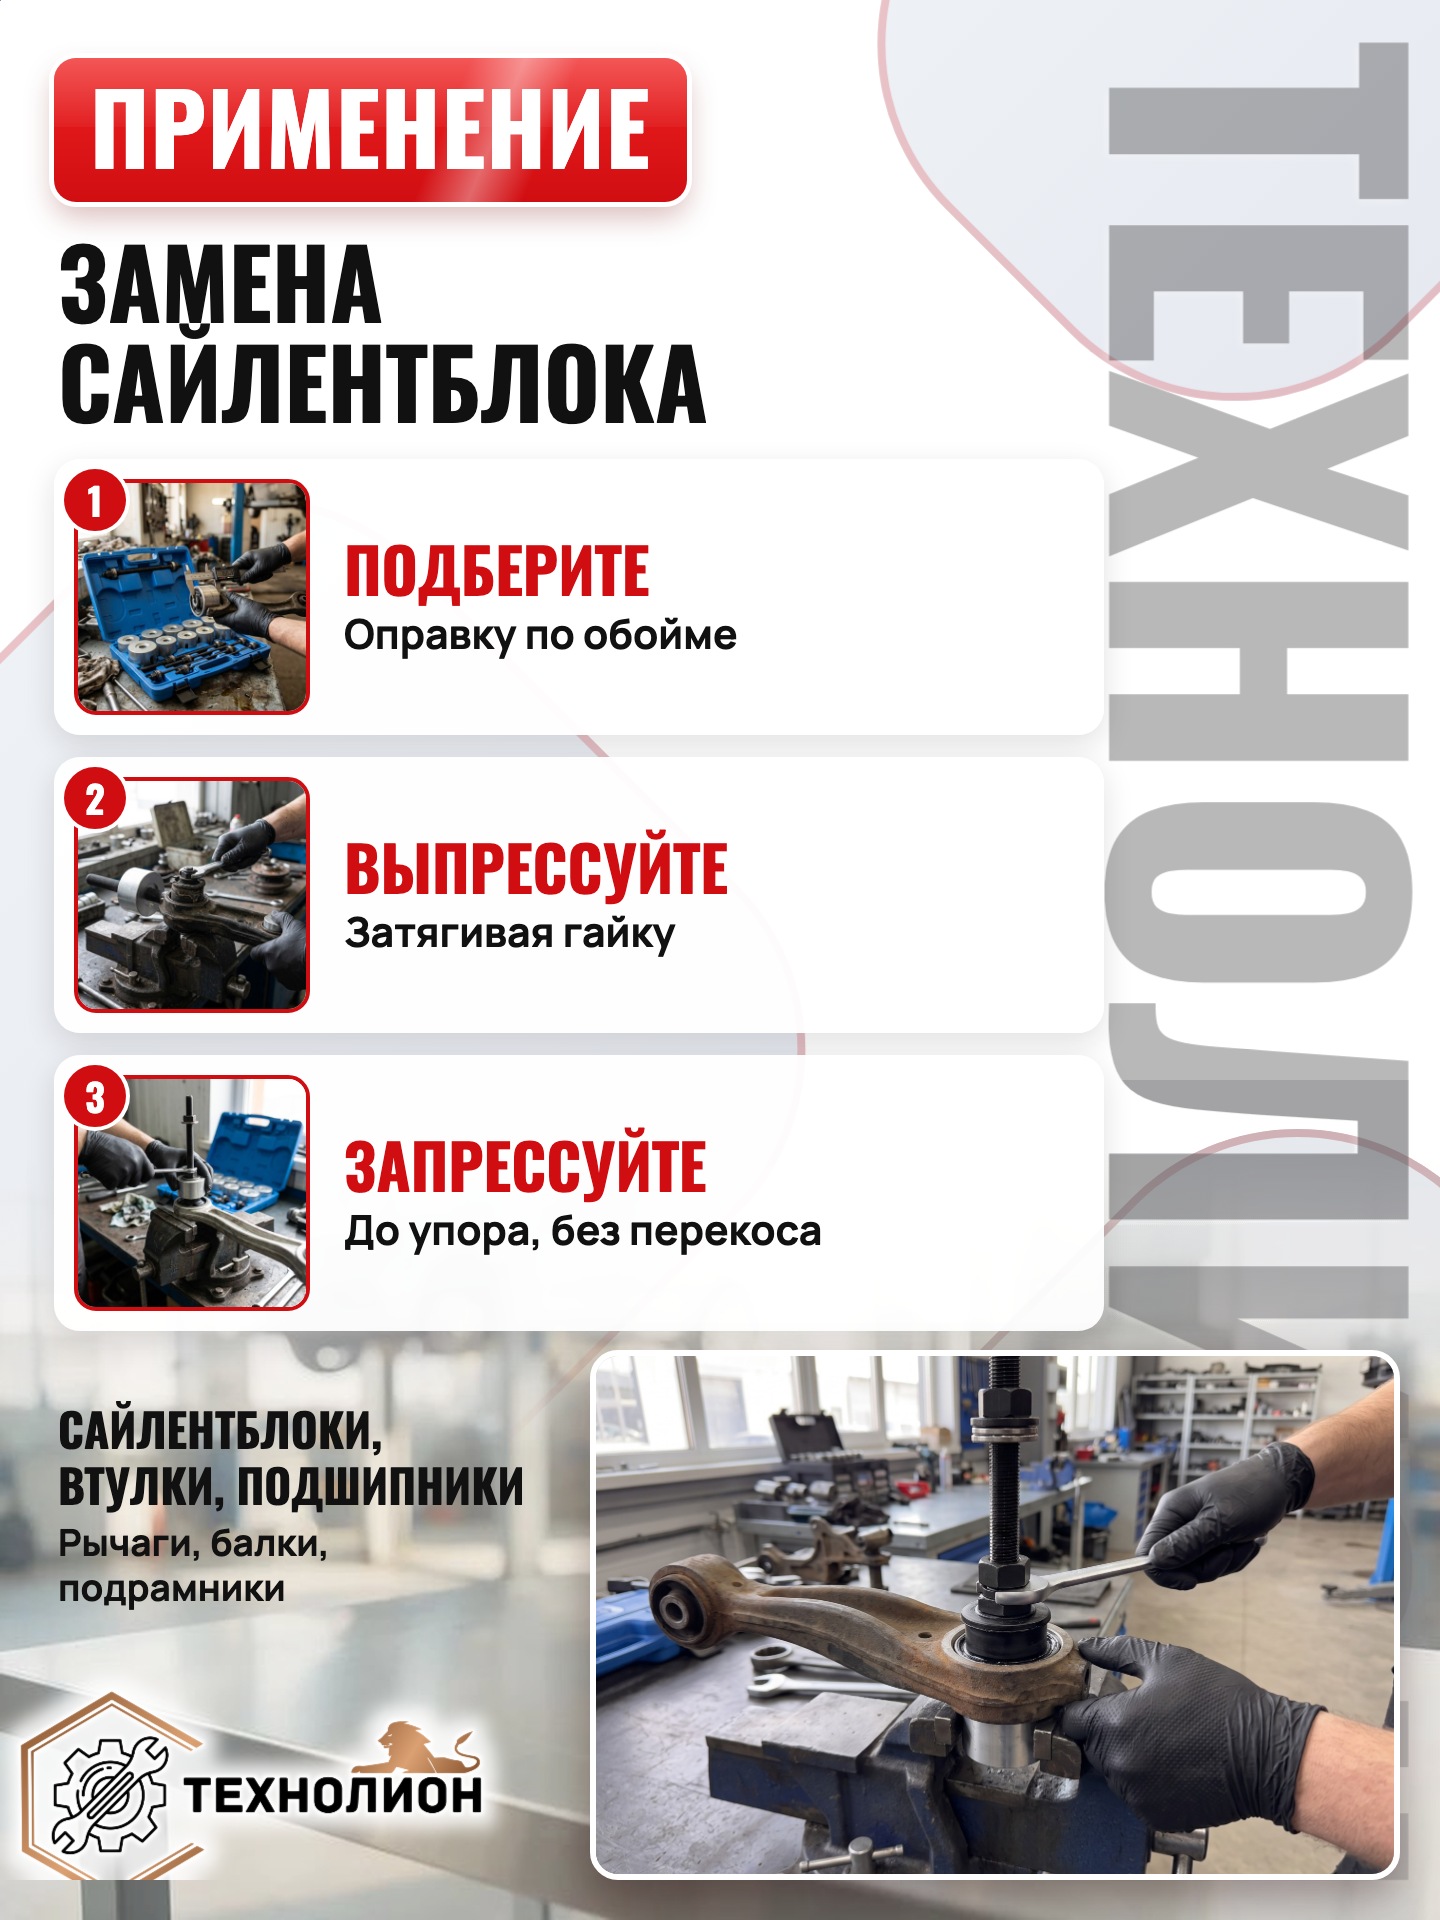 ПРИМЕНЕНИЕ
ЗАМЕНА
САЙЛЕНТБЛОКА
1
ПОДБЕРИТЕ
Оправку по обойме
2
ВЫПРЕССУЙТЕ
Затягивая гайку
3
ЗАПРЕССУЙТЕ
До упора, без перекоса
САЙЛЕНТБЛОКИ,
ВТУЛКИ, ПОДШИПНИКИ
Рычаги, балки,
подрамники
ТЕХНОЛИОН
ТЕХНОЛИ